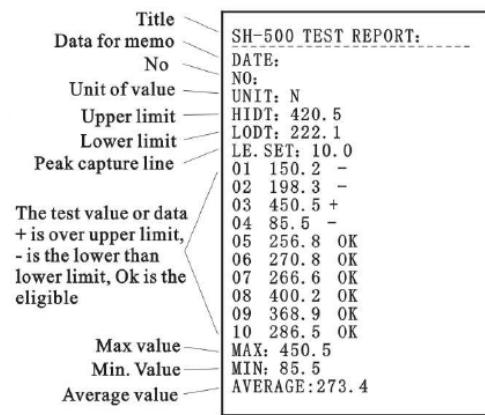 Title
Data for memo
No
Unit of value
Upper limit
Lower limit
Peak capture line
The test value or data
+ is over upper limit,
- is the lower than
lower limit, Ok is the
eligible
Max value
Min. Value
Average value
SH-500 TEST REPORT:
DATE:
NO:
UNIT: N
HIDT: 420.5
LODT: 222.1
LE. SET: 10.0
01 150.2 -
02 198.3 -
03 450.5 +
04 85.5 -
05 256.8 OK
06 270.8 OK
07 266.6 OK
08 400.2 OK
09 368.9 OK
10 286.5 OK
MAX: 450.5
MIN: 85.5
AVERAGE:273.4